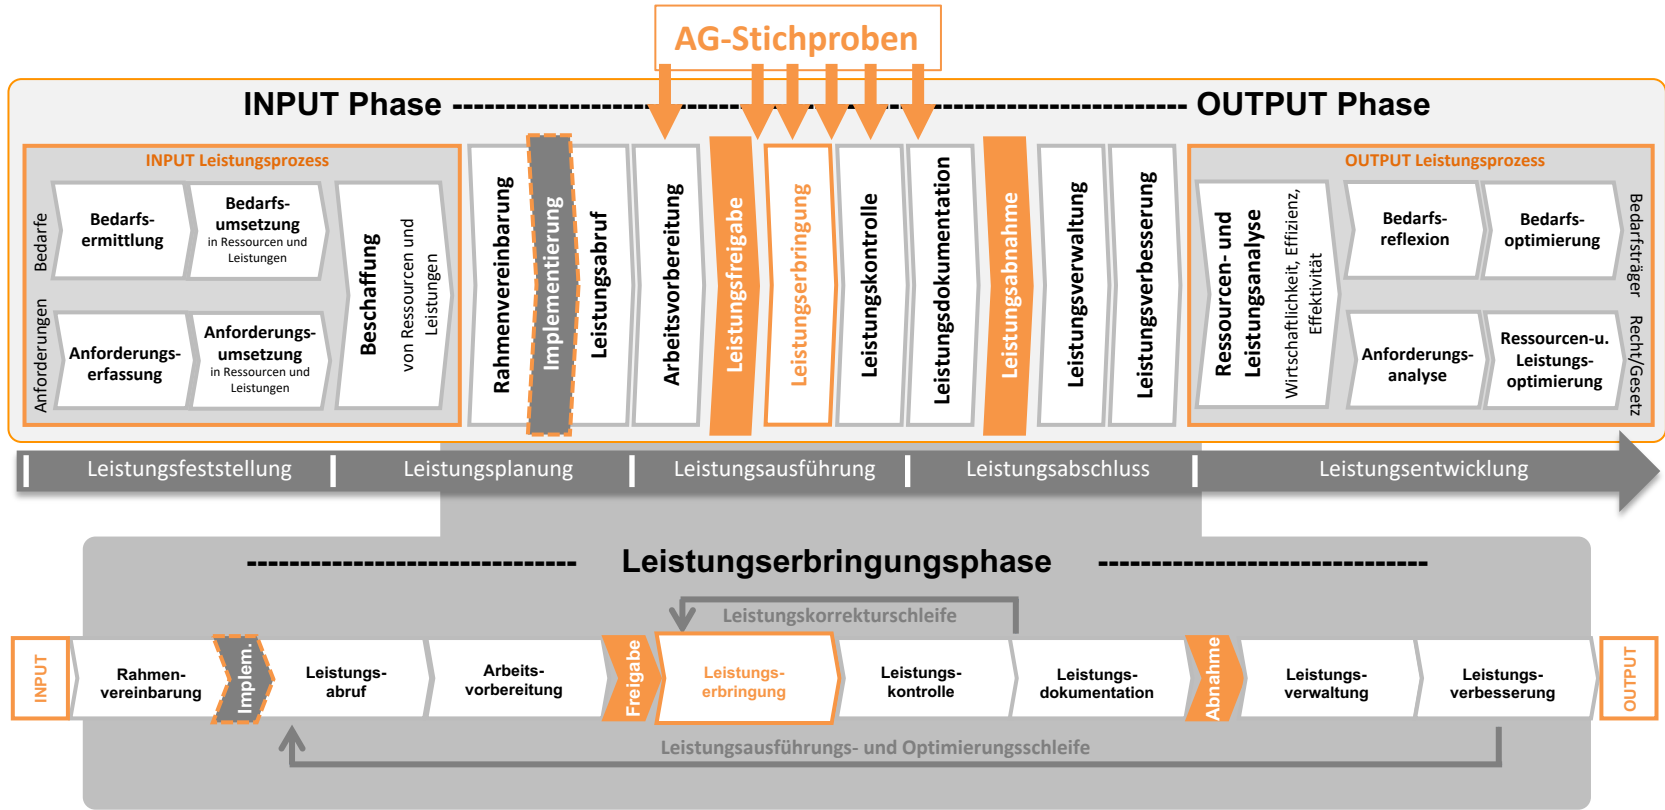 AG-Stichproben
INPUT Phase ---------------------------------------------------------------- OUTPUT Phase
INPUT Leistungsprozess
Bedarfe
Bedarfs-
ermittlung
Bedarfs-
umsetzung
in Ressourcen und
Leistungen
Anforderungen
Anforderungs-
erfassung
Anforderungs-
umsetzung
in Ressourcen und
Leistungen
Beschaffung
von Ressourcen und
Leistungen
Rahmenvereinbarung
Implementierung
Leistungsabruf
Arbeitsvorbereitung
Leistungsfreigabe
Leistungserbringung
Leistungskontrolle
Leistungsdokumentation
Leistungsabnahme
Leistungsverwaltung
Leistungsverbesserung
OUTPUT Leistungsprozess
Ressourcen- und
Leistungsanalyse
Wirtschaftlichkeit, Effizienz,
Effektivität
Bedarfs-
reflexion
Bedarfs-
optimierung
Bedarfsträger
Anforderungs-
analyse
Ressourcen-u.
Leistungs-
optimierung
Recht/Gesetz
Leistungsfeststellung
Leistungsplanung
Leistungsausführung
Leistungsabschluss
Leistungsentwicklung
----------------------------- Leistungserbringungsphase -----------------------------
Leistungskorrekturschleife
INPUT
Rahmen-
vereinbarung
Implem.
Leistungs-
abruf
Arbeits-
vorbereitung
Freigabe
Leistungs-
erbringung
Leistungs-
kontrolle
Leistungs-
dokumentation
Abnahme
Leistungs-
verwaltung
Leistungs-
verbesserung
OUTPUT
Leistungsausführungs- und Optimierungsschleife